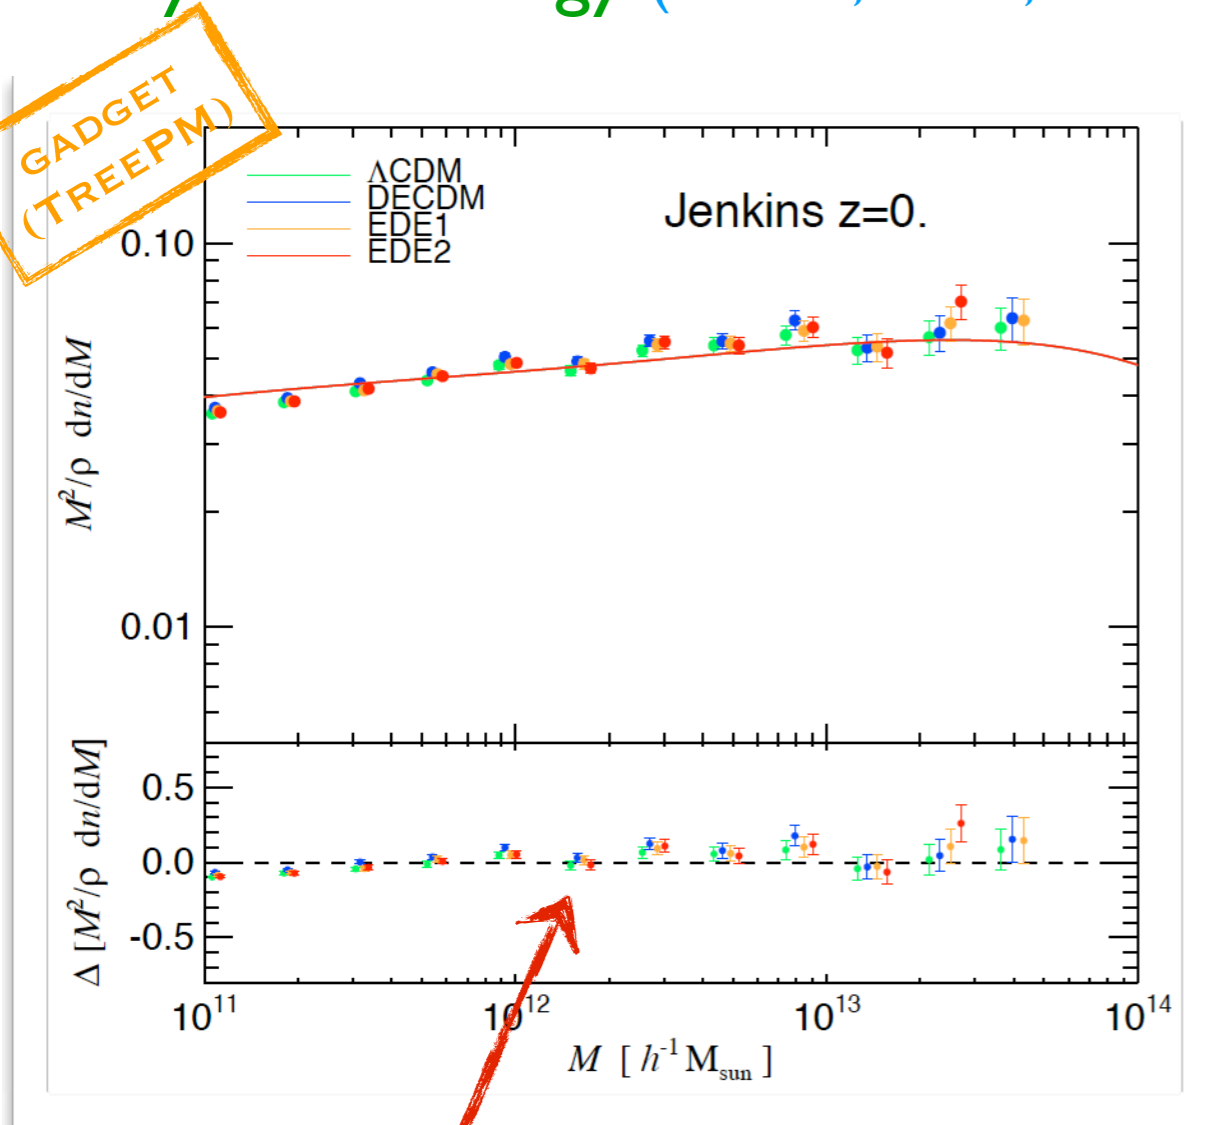 GADGET
(TREEPM)
ΛCDM
DECDM
EDE1
EDE2
Jenkins z=0.
0.10
0.01
M²/ρ dn/dM
0.5
0.0
-0.5
Δ [M²/ρ dn/dM]
10¹¹ 10¹² 10¹³ 10¹⁴
M [ h⁻¹ Msun ]